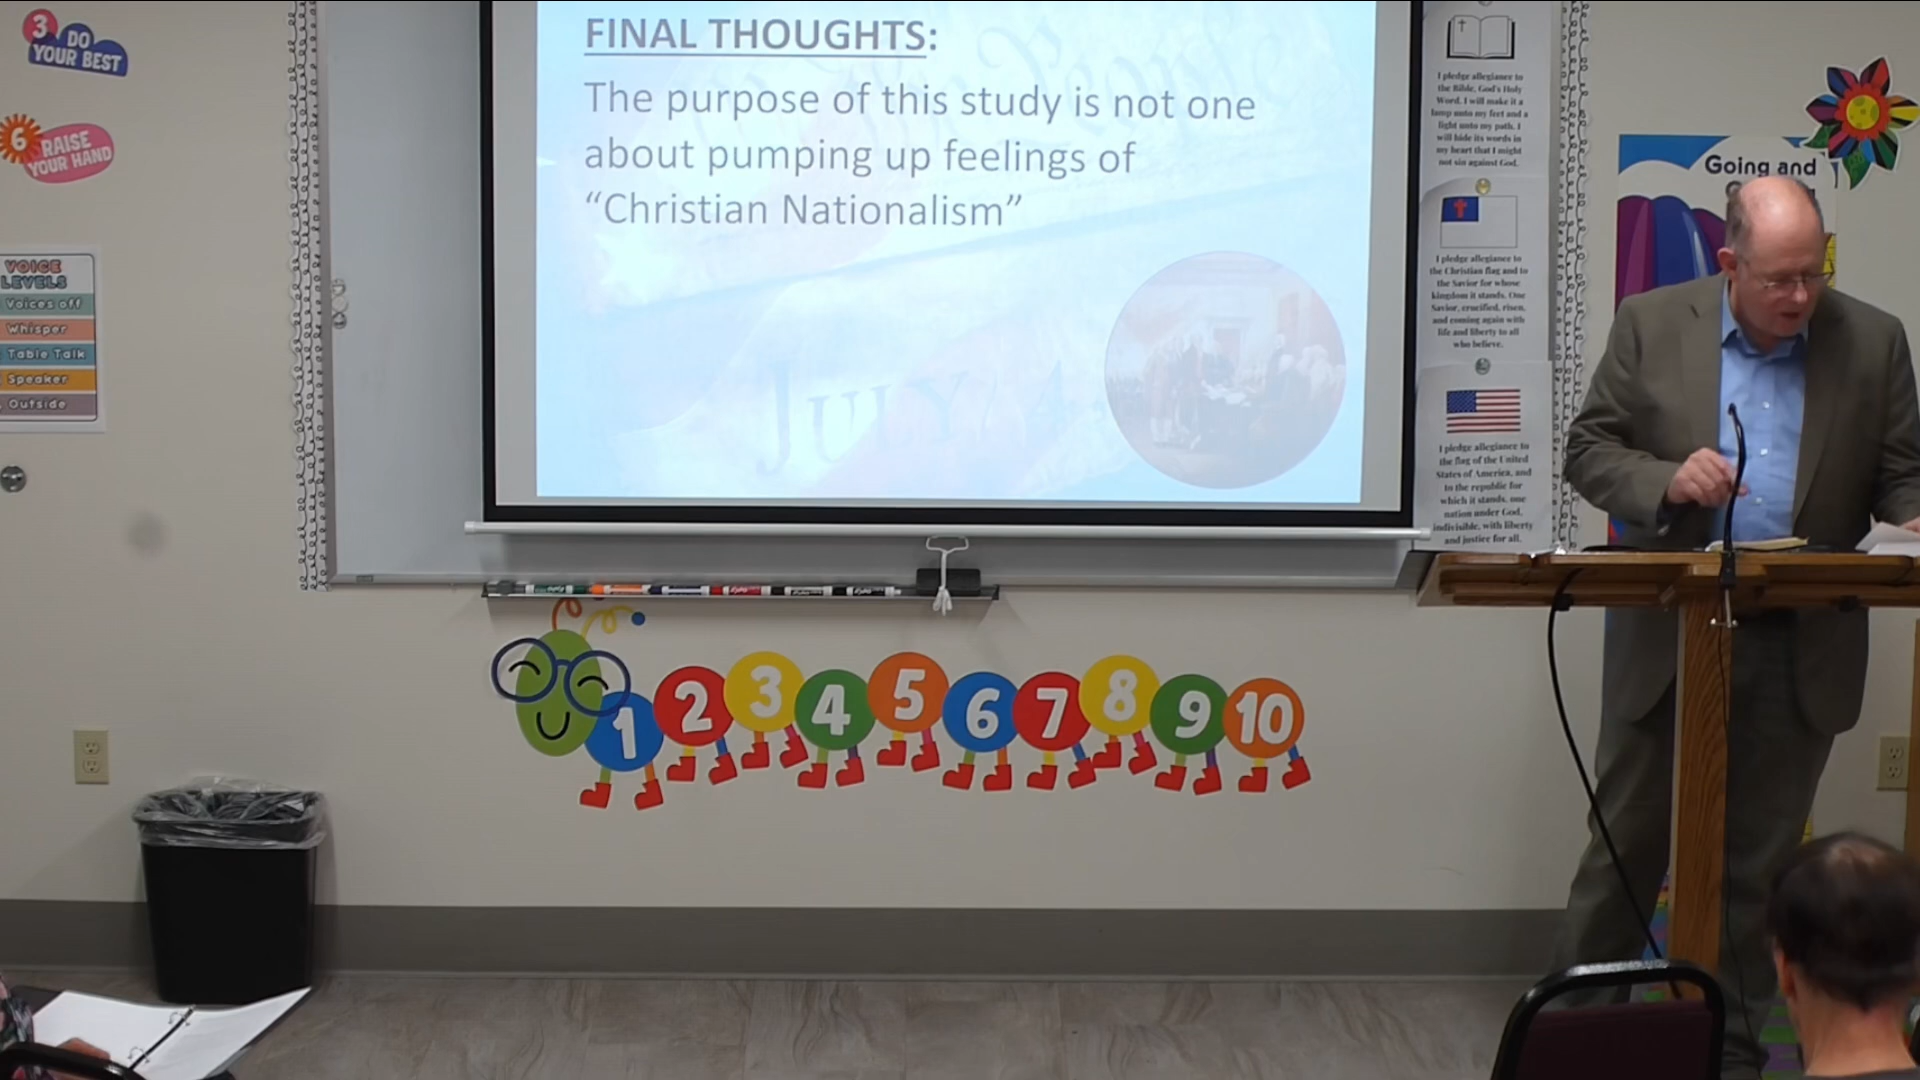 3
DO
YOUR BEST
6
RAISE
YOUR HAND
VOICE
LEVELS
Voices off
Whisper
Table Talk
Speaker
Outside
FINAL THOUGHTS:
The purpose of this study is not one
about pumping up feelings of
“Christian Nationalism”
July 4
I pledge allegiance to
the Bible, God's Holy
Word. I will make it a
lamp unto my feet and a
light unto my path. I
will hide its words in
my heart that I might
not sin against God.
I pledge allegiance to
the Christian flag and to
the Savior for whose
kingdom it stands. One
Savior, crucified, risen,
and coming again with
life and liberty to all
who believe.
I pledge allegiance to
the flag of the United
States of America, and
to the republic for
which it stands, one
nation under God,
indivisible, with liberty
and justice for all.
Going and
1 2 3 4 5 6 7 8 9 10